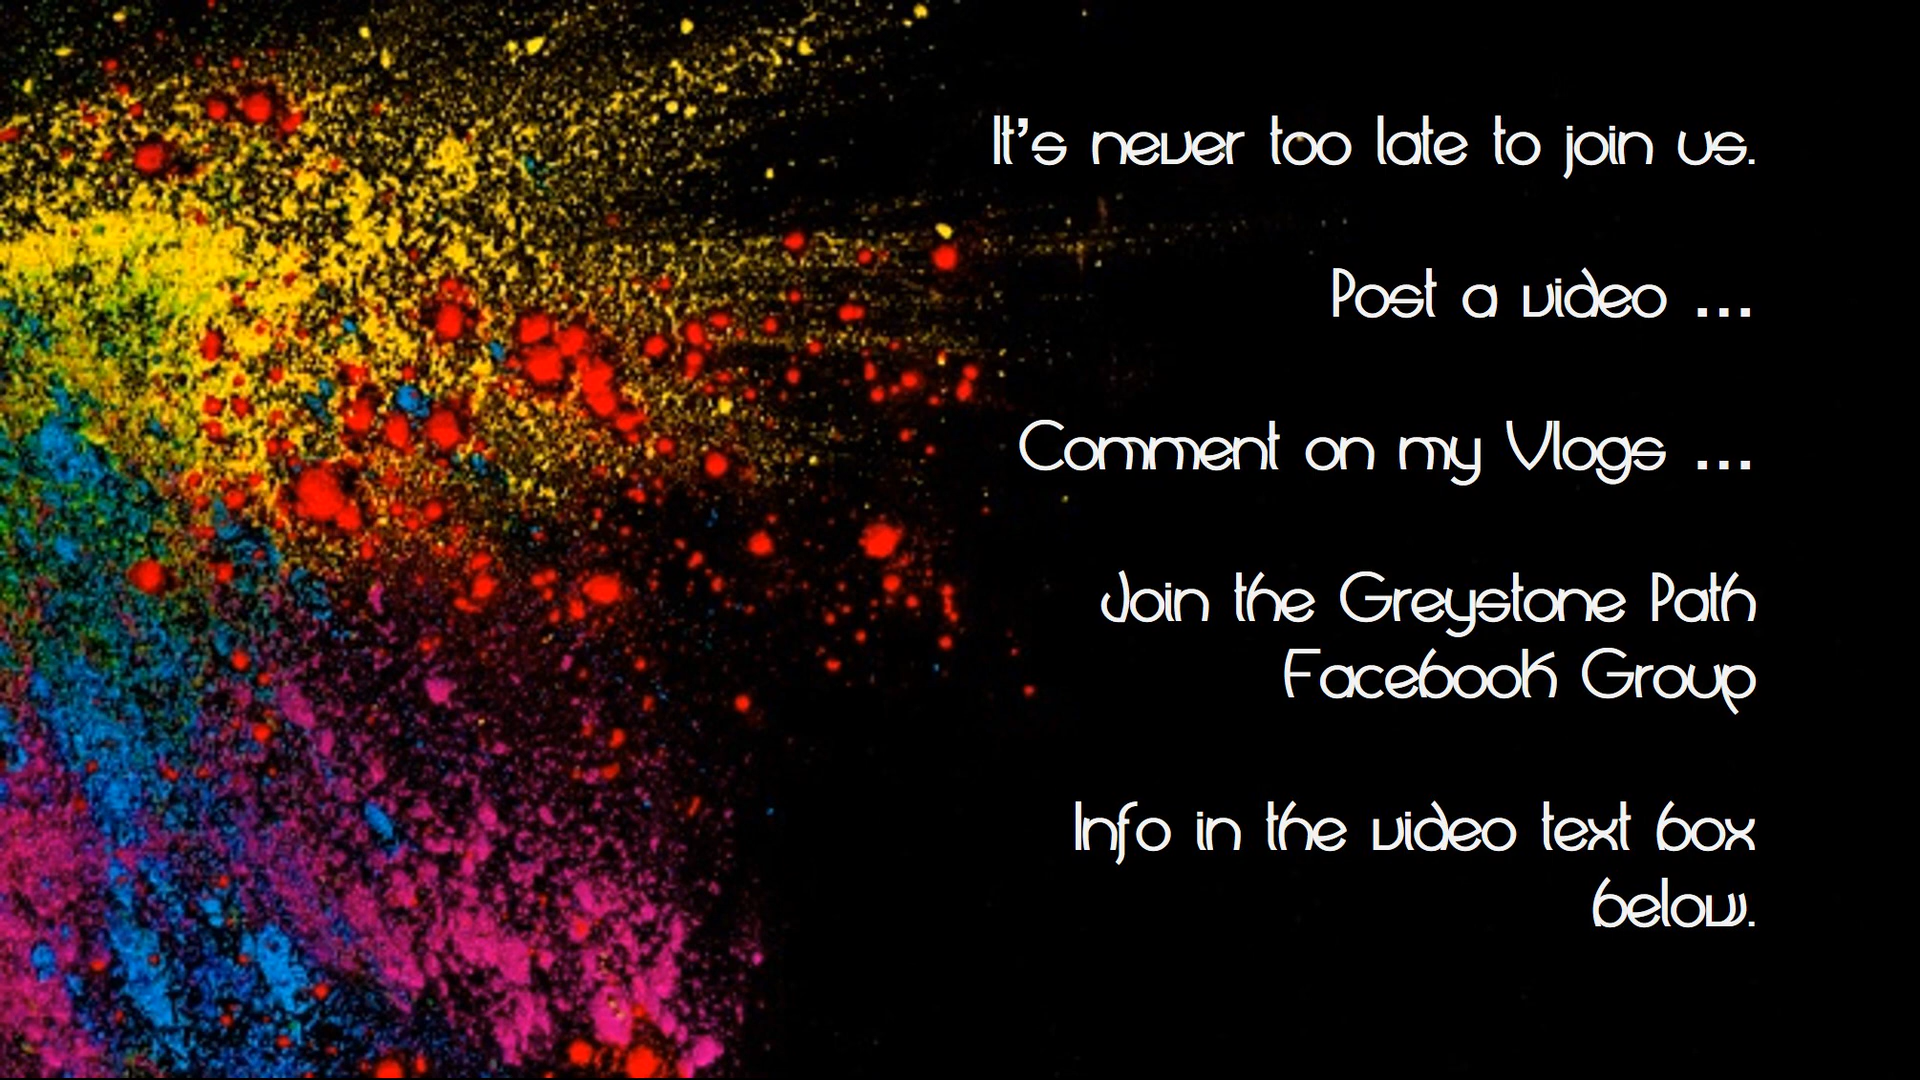 It's never too late to join us.
Post a video ...
Comment on my Vlogs ...
Join the Greystone Path
Facebook Group
Info in the video text box
below.